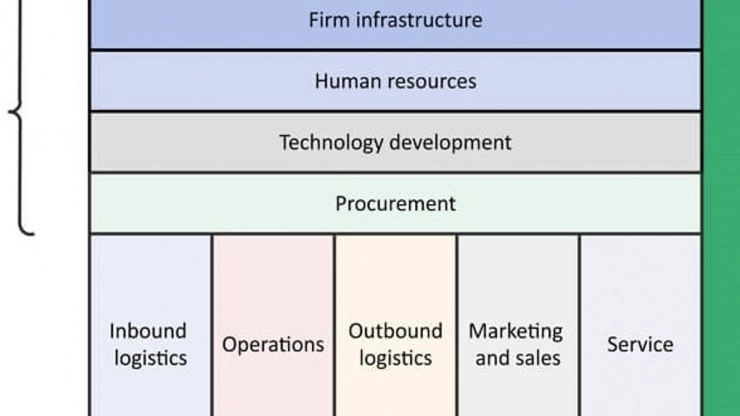 Firm infrastructure
Human resources
Technology development
Procurement
Inbound
logistics
Operations
Outbound
logistics
Marketing
and sales
Service